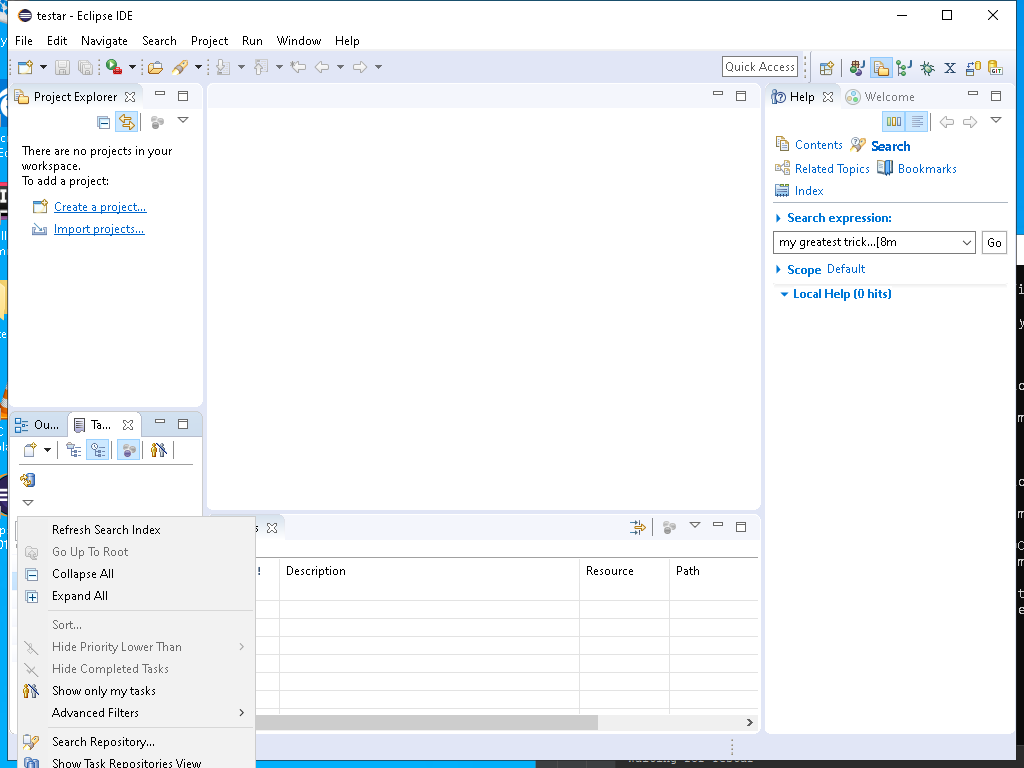 testar - Eclipse IDE
File Edit Navigate Search Project Run Window Help
Quick Access
Project Explorer
Help
Welcome
There are no projects in your
workspace.
To add a project:
Create a project...
Import projects...
Contents
Search
Related Topics
Bookmarks
Index
Search expression:
my greatest trick...[8m
Go
Scope Default
Local Help (0 hits)
Ou...
Ta...
Refresh Search Index
Go Up To Root
Collapse All
Expand All
Sort...
Hide Priority Lower Than
Hide Completed Tasks
Show only my tasks
Advanced Filters
Search Repository...
Show Task Repositories View
! Description Resource Path